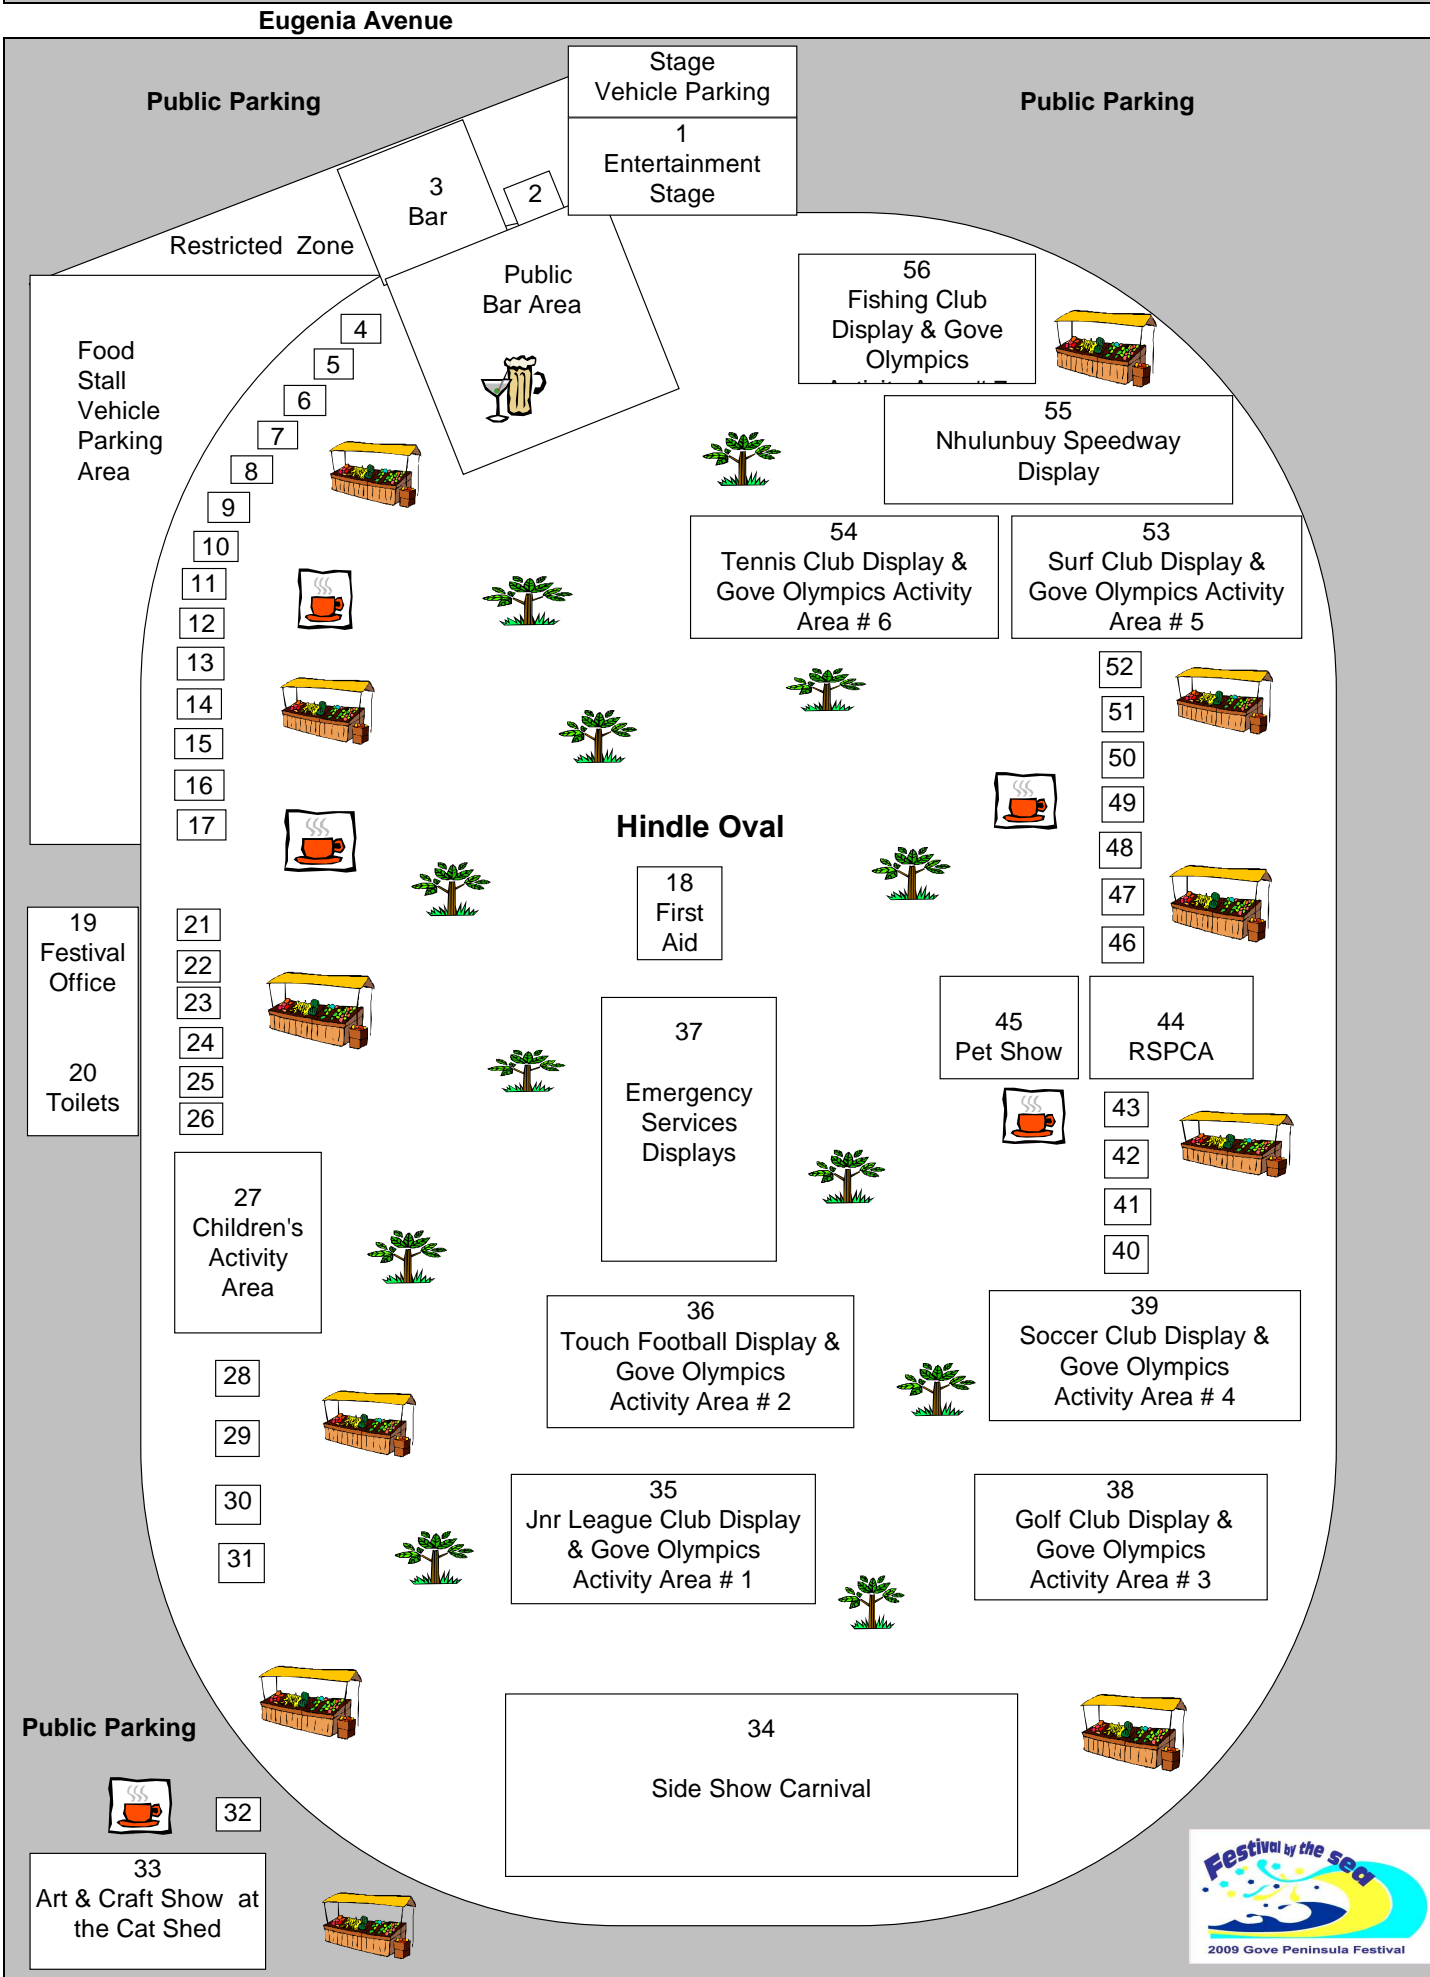 Eugenia Avenue
Public Parking
Stage
Vehicle Parking
Public Parking
1
Entertainment
Stage
2
3
Bar
Restricted Zone
Public
Bar Area
Food
Stall
Vehicle
Parking
Area
4
5
6
7
8
9
10
11
12
13
14
15
16
17
56
Fishing Club
Display & Gove
Olympics
55
Nhulunbuy Speedway
Display
54
Tennis Club Display &
Gove Olympics Activity
Area # 6
53
Surf Club Display &
Gove Olympics Activity
Area # 5
52
51
50
49
48
47
46
Hindle Oval
18
First
Aid
19
Festival
Office
20
Toilets
21
22
23
24
25
26
37
Emergency
Services
Displays
45
Pet Show
44
RSPCA
43
42
41
40
27
Children's
Activity
Area
36
Touch Football Display &
Gove Olympics
Activity Area # 2
39
Soccer Club Display &
Gove Olympics
Activity Area # 4
28
29
30
31
35
Jnr League Club Display
& Gove Olympics
Activity Area # 1
38
Golf Club Display &
Gove Olympics
Activity Area # 3
Public Parking
34
Side Show Carnival
32
33
Art & Craft Show at
the Cat Shed
Festival by the sea
2009 Gove Peninsula Festival